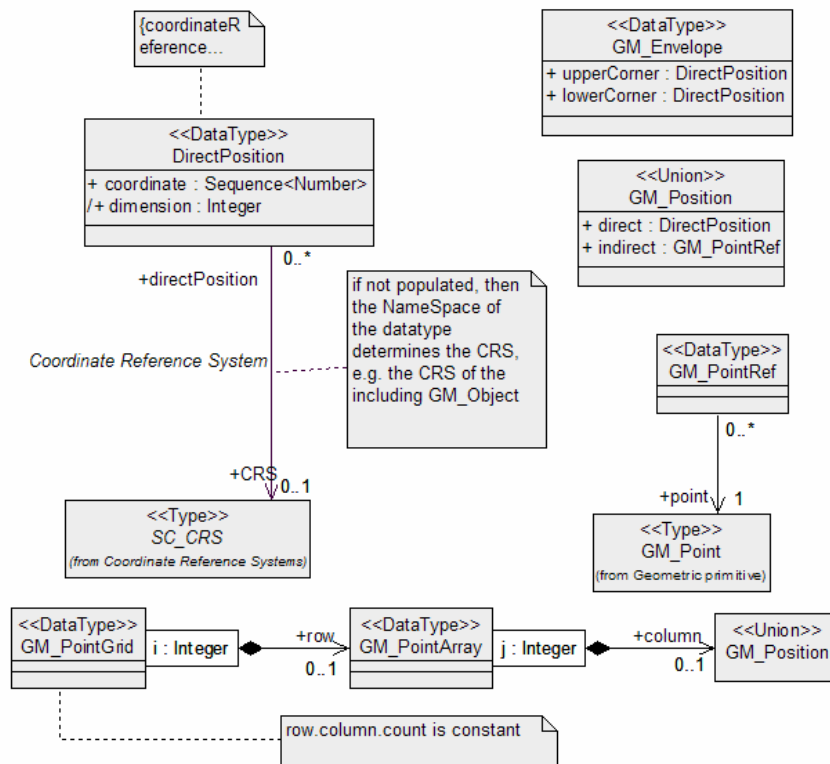 {coordinateR
eference...
<<DataType>>
GM_Envelope
+ upperCorner : DirectPosition
+ lowerCorner : DirectPosition
<<DataType>>
DirectPosition
+ coordinate : Sequence<Number>
/+ dimension : Integer
<<Union>>
GM_Position
+ direct : DirectPosition
+ indirect : GM_PointRef
0..*
+directPosition
if not populated, then
the NameSpace of
the datatype
determines the CRS,
e.g. the CRS of the
including GM_Object
Coordinate Reference System
<<DataType>>
GM_PointRef
0..*
+CRS
0..1
+point
1
<<Type>>
SC_CRS
(from Coordinate Reference Systems)
<<Type>>
GM_Point
(from Geometric primitive)
<<DataType>>
GM_PointGrid
i : Integer
+row
0..1
<<DataType>>
GM_PointArray
j : Integer
+column
0..1
<<Union>>
GM_Position
row.column.count is constant